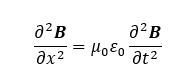 ∂²𝑩/∂x² = μ₀ε₀ ∂²𝑩/∂t²